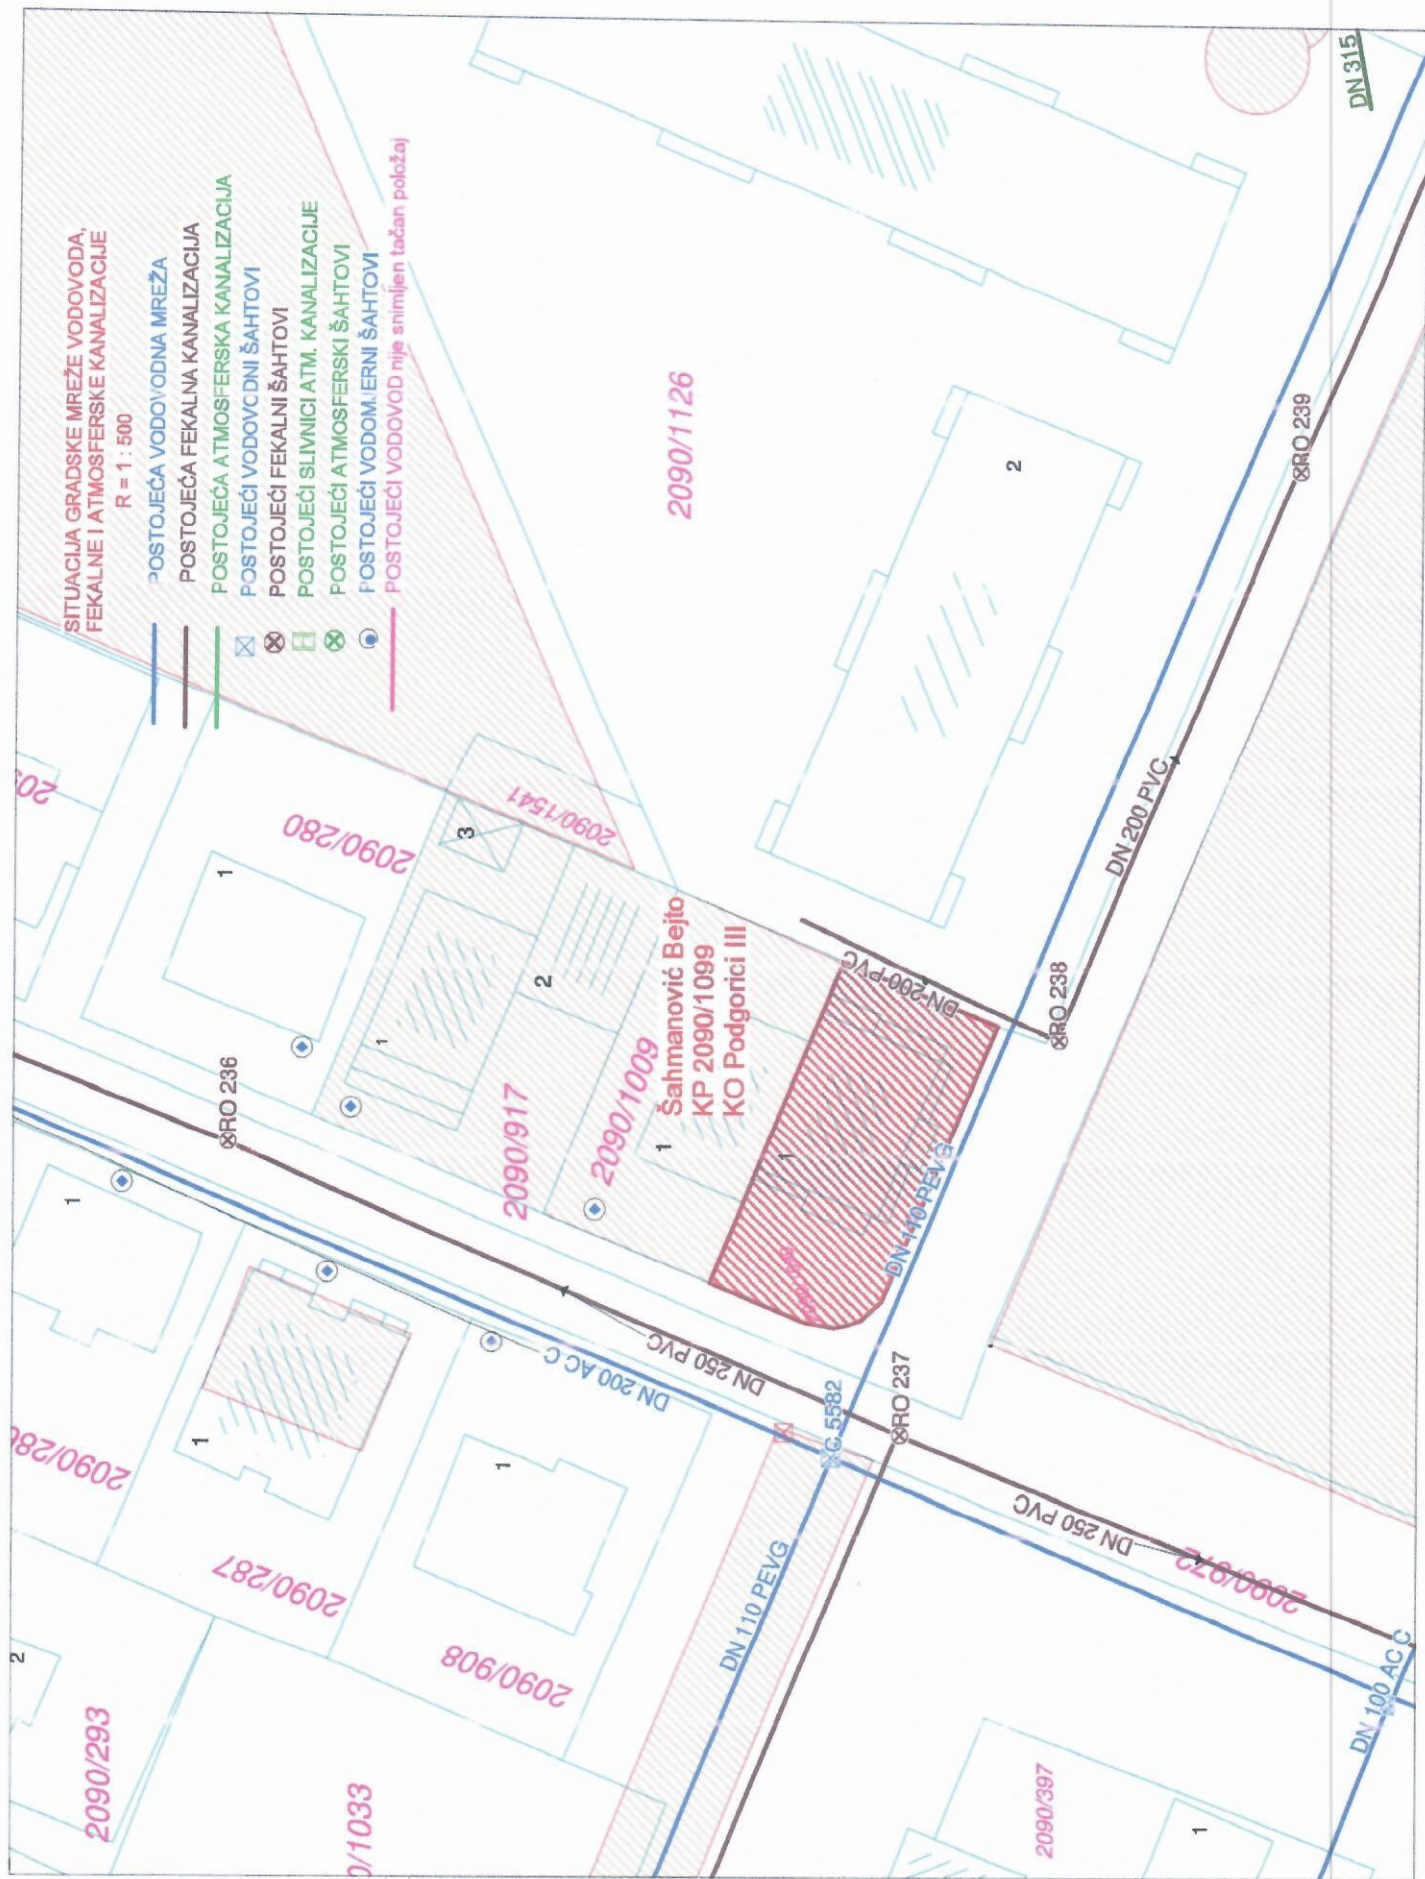 SITUACIJA GRADSKE MREŽE VODOVODA,
FEKALNE I ATMOSFERSKE KANALIZACIJE
R = 1 : 500
POSTOJEĆA VODOVODNA MREŽA
POSTOJEĆA FEKALNA KANALIZACIJA
POSTOJEĆA ATMOSFERSKA KANALIZACIJA
POSTOJEĆI VODOVODNI ŠAHTOVI
POSTOJEĆI FEKALNI ŠAHTOVI
POSTOJEĆI SLIVNICI ATM. KANALIZACIJE
POSTOJEĆI ATMOSFERSKI ŠAHTOVI
POSTOJEĆI VODOMJERNI ŠAHTOVI
POSTOJEĆI VODOVOD nije snimljen tačan položaj
DN 315
2090/1126
2
RO 239
DN 200 PVC
RO 238
DN 200 PVC
2090/280
1
2090/1541
3
1
2
2090/917
2090/1009
Šahmanović Bejto
KP 2090/1099
KO Podgorici III
1
1
RO 236
DN 110 PEVG
DN 250 PVC
DN 200 AC C
C 5582
RO 237
DN 250 PVC
2090/972
1
1
2090/287
1
2090/908
DN 110 PEVG
2
2090/293
0/1033
2090/397
1
DN 100 AC C